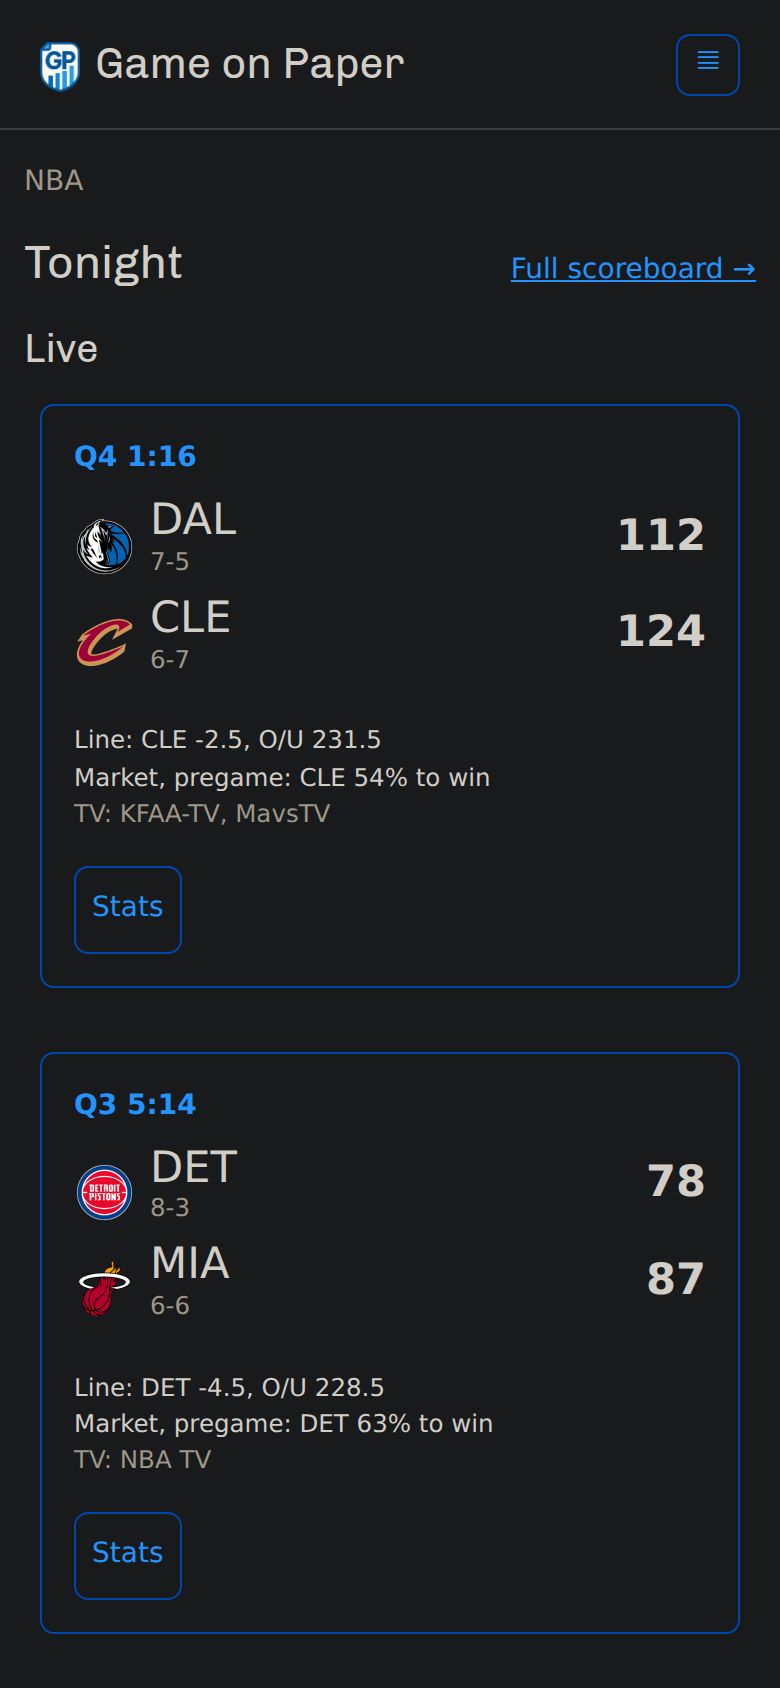 GP Game on Paper
NBA
Tonight
Full scoreboard →
Live
Q4 1:16
DAL
7-5
112
CLE
6-7
124
Line: CLE -2.5, O/U 231.5
Market, pregame: CLE 54% to win
TV: KFAA-TV, MavsTV
Stats
Q3 5:14
DETROIT
PISTONS
DET
8-3
78
MIA
6-6
87
Line: DET -4.5, O/U 228.5
Market, pregame: DET 63% to win
TV: NBA TV
Stats